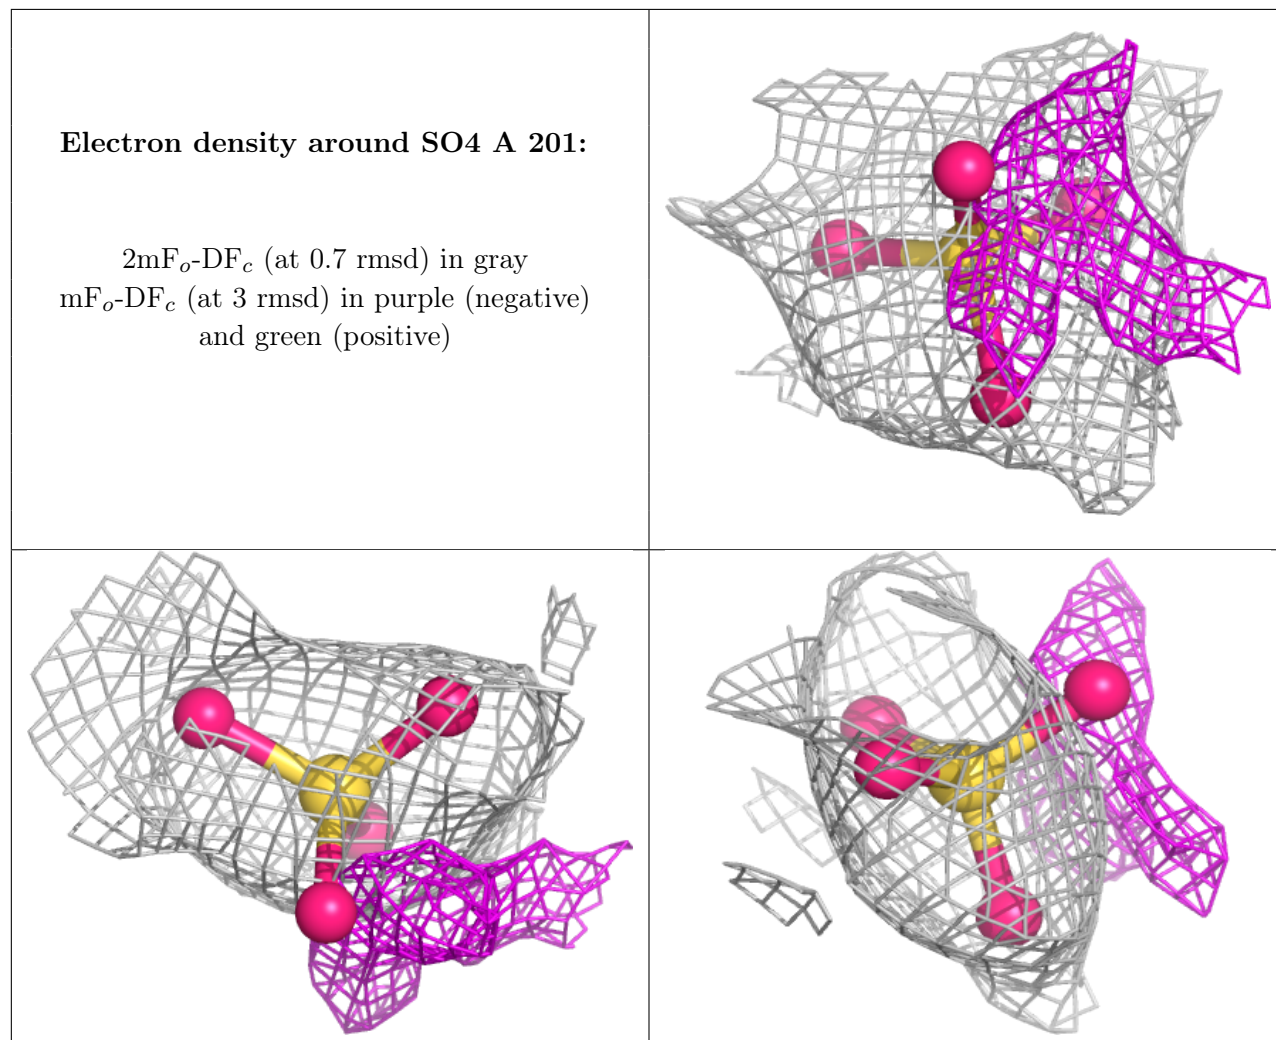 Electron density around SO4 A 201:
2mFo-DFc (at 0.7 rmsd) in gray
mFo-DFc (at 3 rmsd) in purple (negative)
and green (positive)